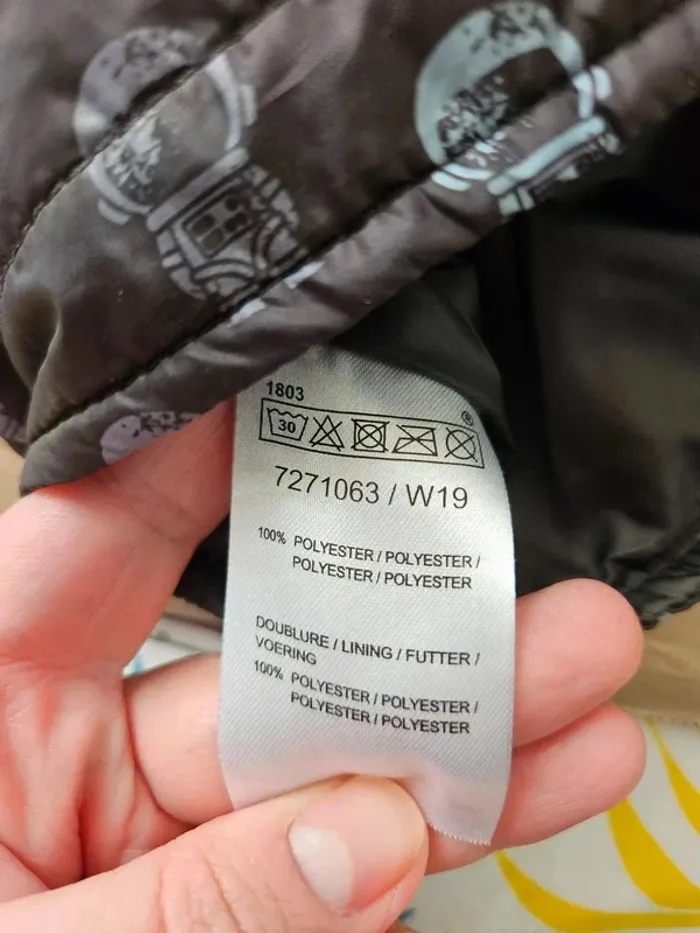 1803
®
30
7271063 / W19
100% POLYESTER / POLYESTER /
POLYESTER / POLYESTER
DOUBLURE / LINING / FUTTER /
VOERING
100% POLYESTER / POLYESTER /
POLYESTER / POLYESTER